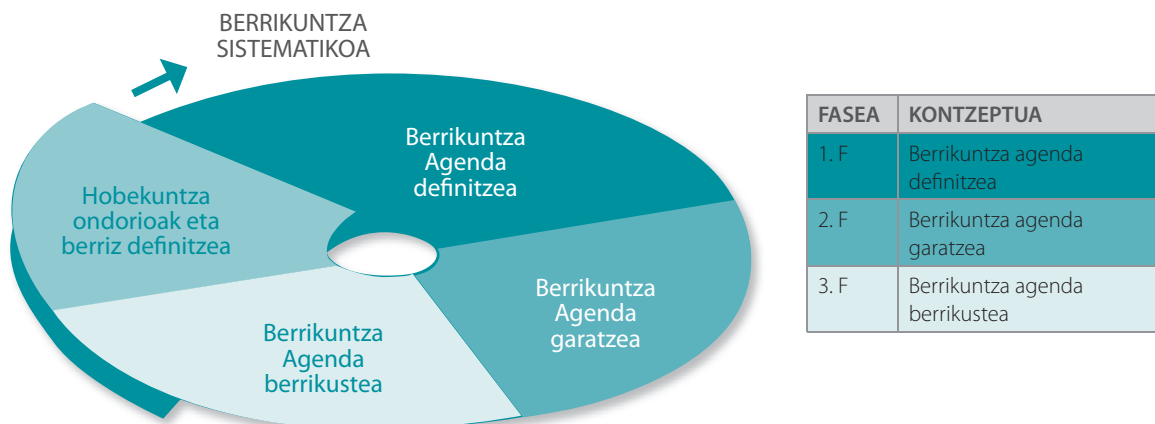 BERRIKUNTZA
SISTEMATIKOA
Berrikuntza
Agenda
definitzea
Hobekuntza
ondorioak eta
berriz definitzea
Berrikuntza
Agenda
garatzea
Berrikuntza
Agenda
berrikustea
FASEA KONTZEPTUA
1. F Berrikuntza agenda
definitzea
2. F Berrikuntza agenda
garatzea
3. F Berrikuntza agenda
berrikustea